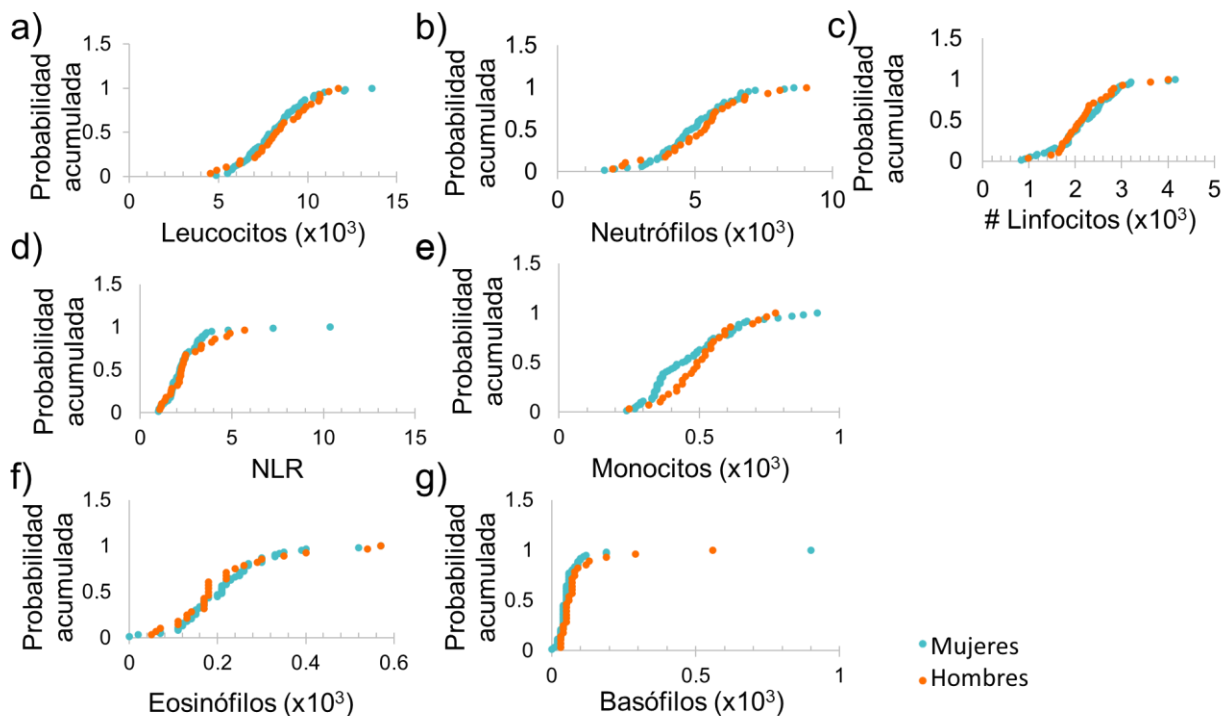 a)
Probabilidad
acumulada
1.5
1
0.5
0
0 5 10 15
Leucocitos (x10³)
b)
Probabilidad
acumulada
1.5
1
0.5
0
0 5 10
Neutrófilos (x10³)
c)
Probabilidad
acumulada
1.5
1
0.5
0
0 1 2 3 4 5
# Linfocitos (x10³)
d)
Probabilidad
acumulada
1.5
1
0.5
0
0 5 10 15
NLR
e)
Probabilidad
acumulada
1.5
1
0.5
0
0 0.5 1
Monocitos (x10³)
f)
Probabilidad
acumulada
1.5
1
0.5
0
0 0.2 0.4 0.6
Eosinófilos (x10³)
g)
Probabilidad
acumulada
1.5
1
0.5
0
0 0.5 1
Basófilos (x10³)
Mujeres
Hombres